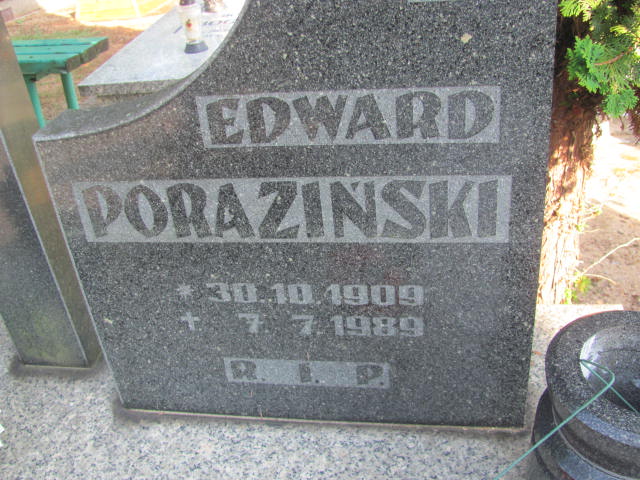 EDWARD
PORAZIŃSKI
* 30.10.1909
+ 7. 7.1989
R. I. P.